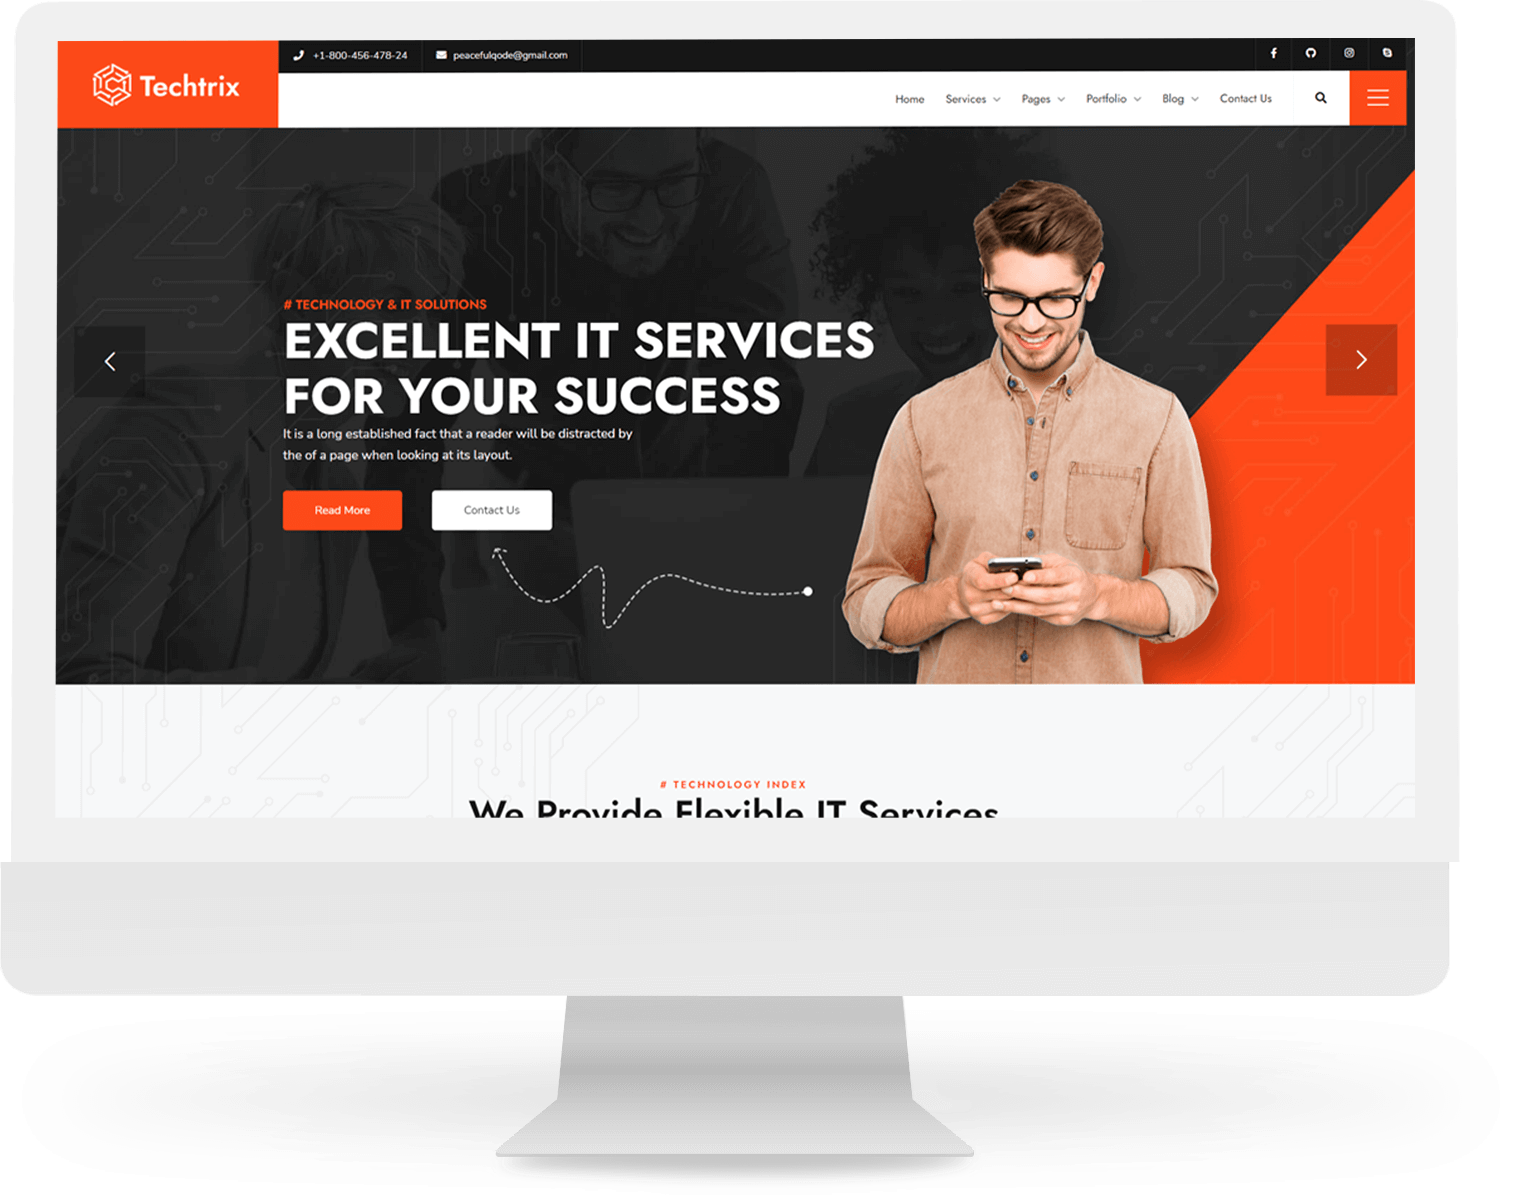 Techtrix
+1-800-456-478-24
peacefulqode@gmail.com
Home Services Pages Portfolio Blog Contact Us
# TECHNOLOGY & IT SOLUTIONS
EXCELLENT IT SERVICES
FOR YOUR SUCCESS
It is a long established fact that a reader will be distracted by
the of a page when looking at its layout.
Read More Contact Us
# TECHNOLOGY INDEX
We Provide Flexible IT Services